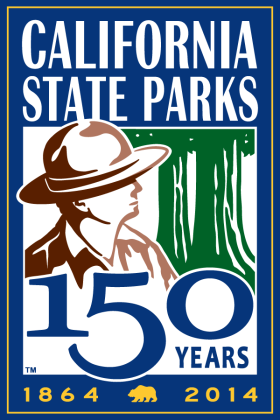 CALIFORNIA
STATE PARKS
150
TM
YEARS
1864 2014